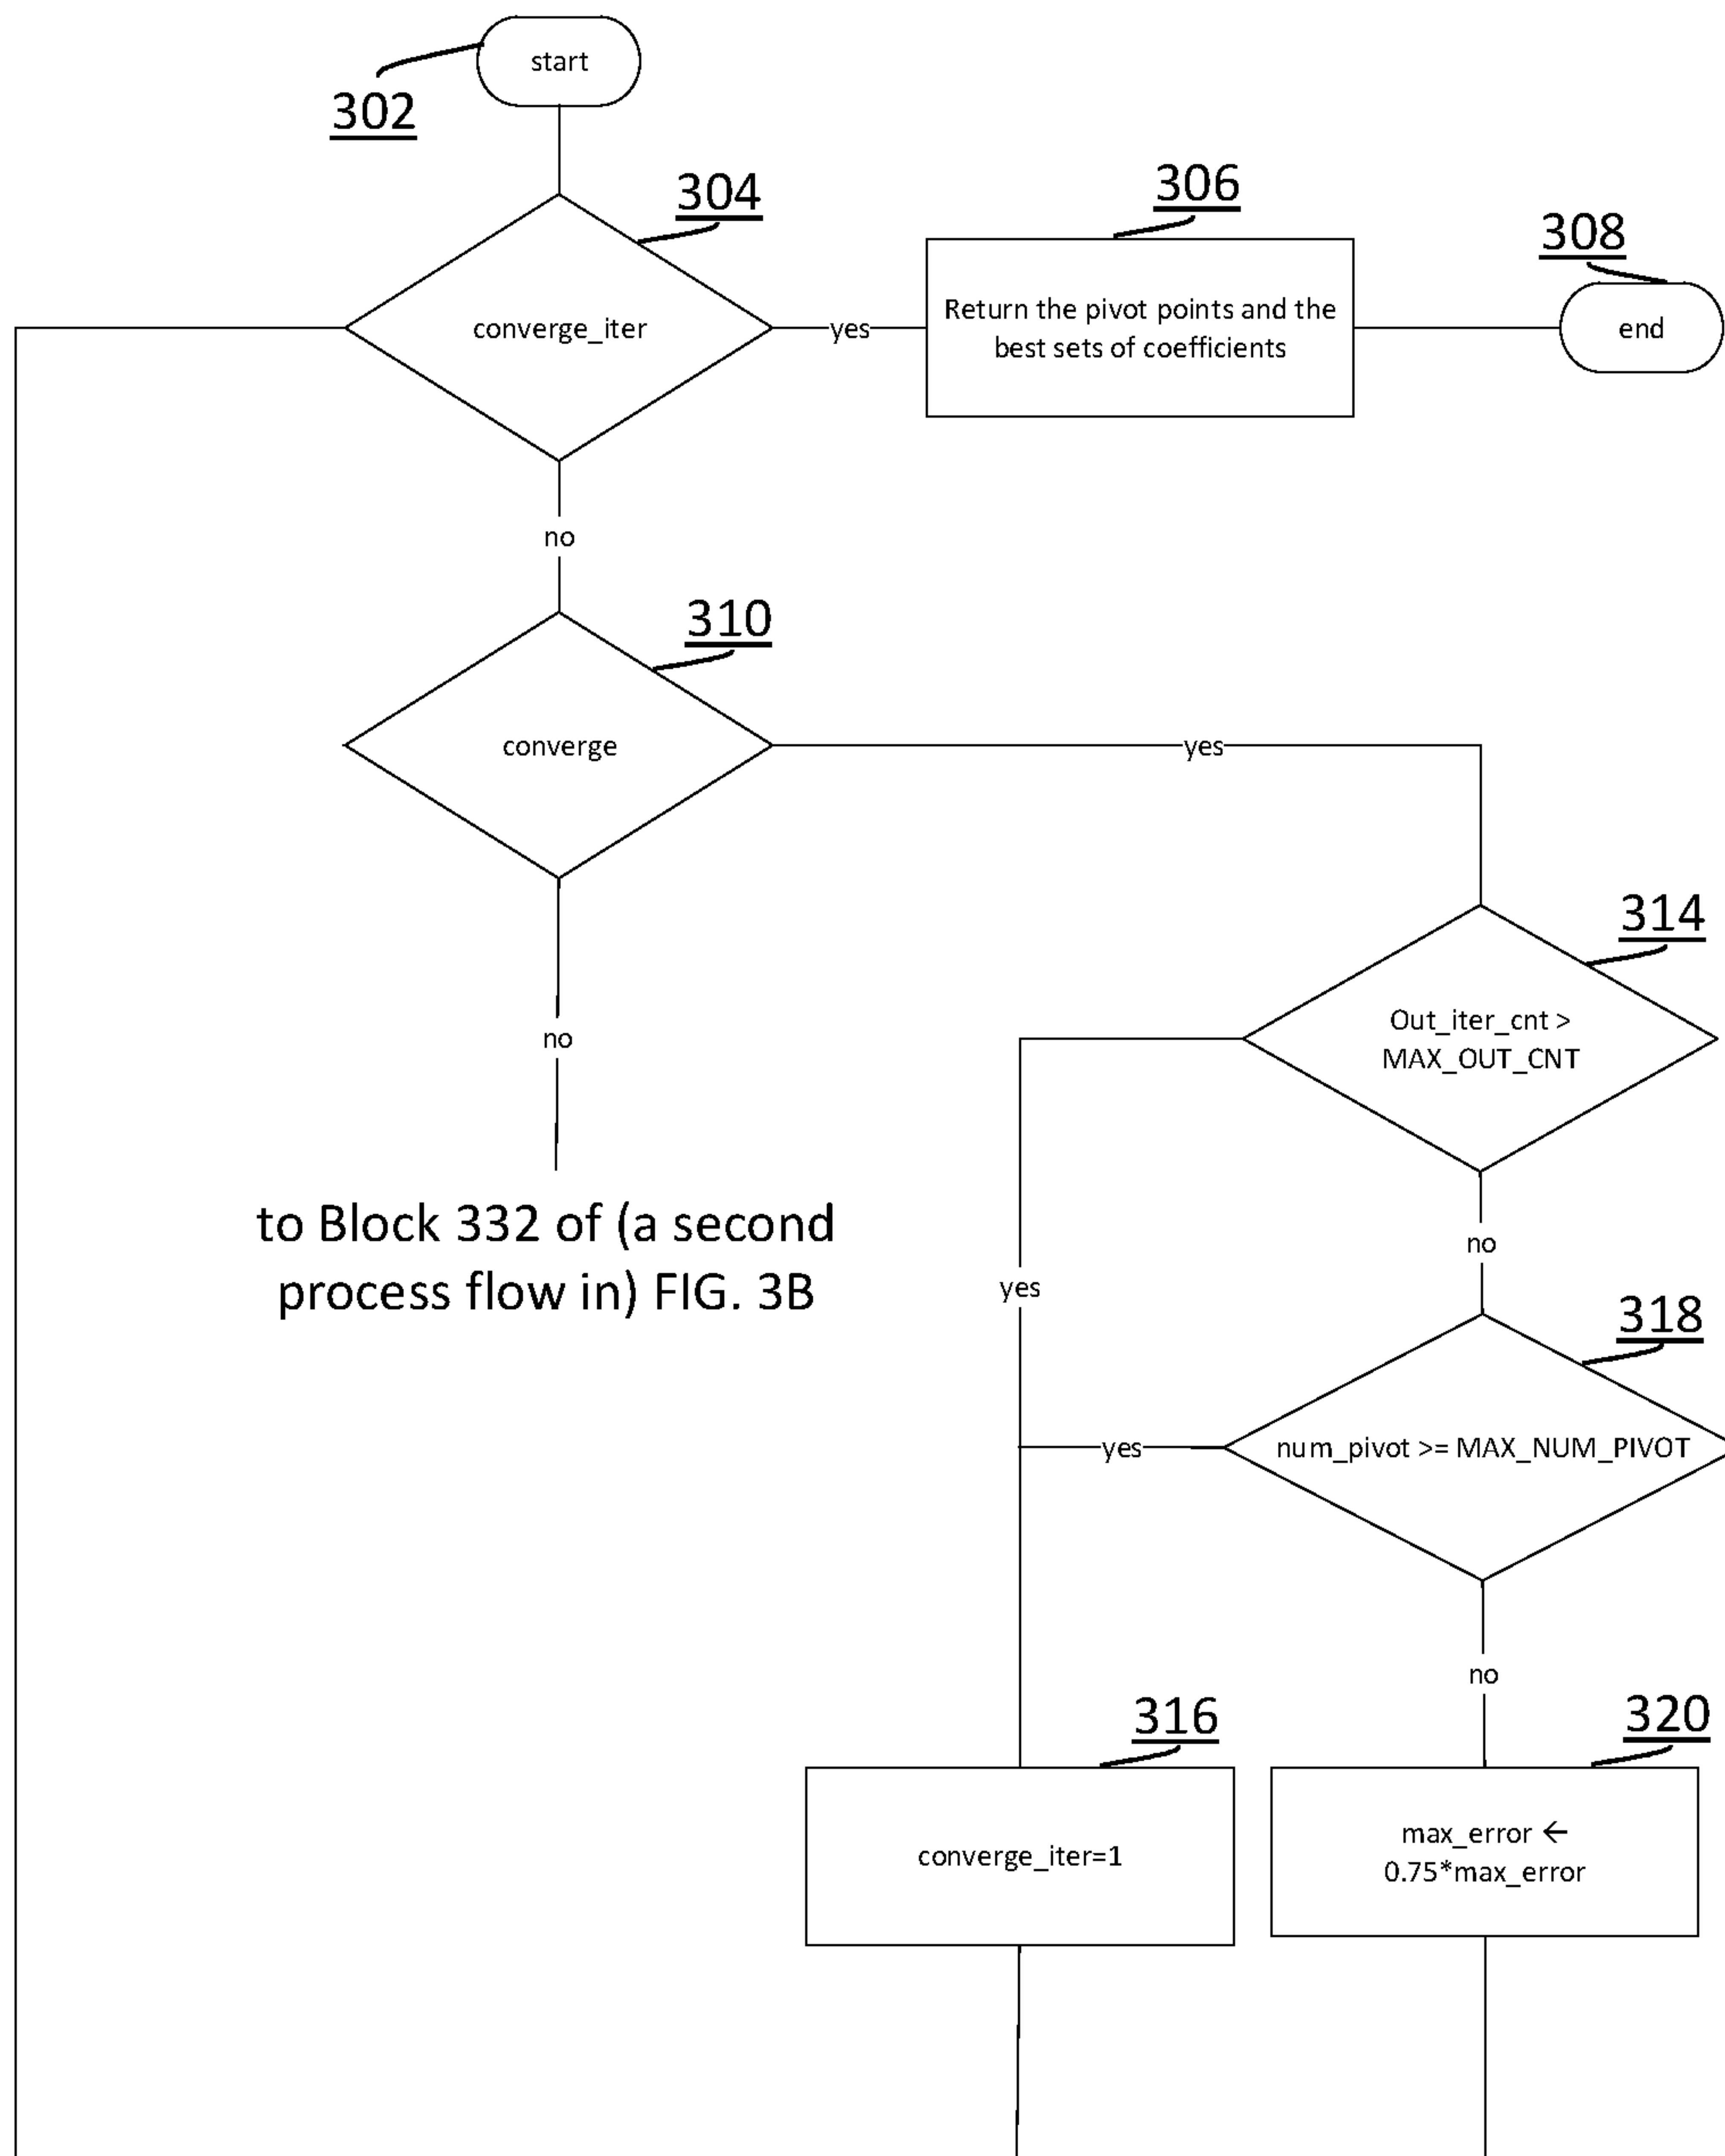 start
302
304
306
308
converge_iter
yes
Return the pivot points and the
best sets of coefficients
end
no
310
converge
yes
314
Out_iter_cnt >
MAX_OUT_CNT
no
to Block 332 of (a second
process flow in) FIG. 3B
no
yes
318
yes
num_pivot >= MAX_NUM_PIVOT
no
316
320
converge_iter=1
max_error ←
0.75*max_error